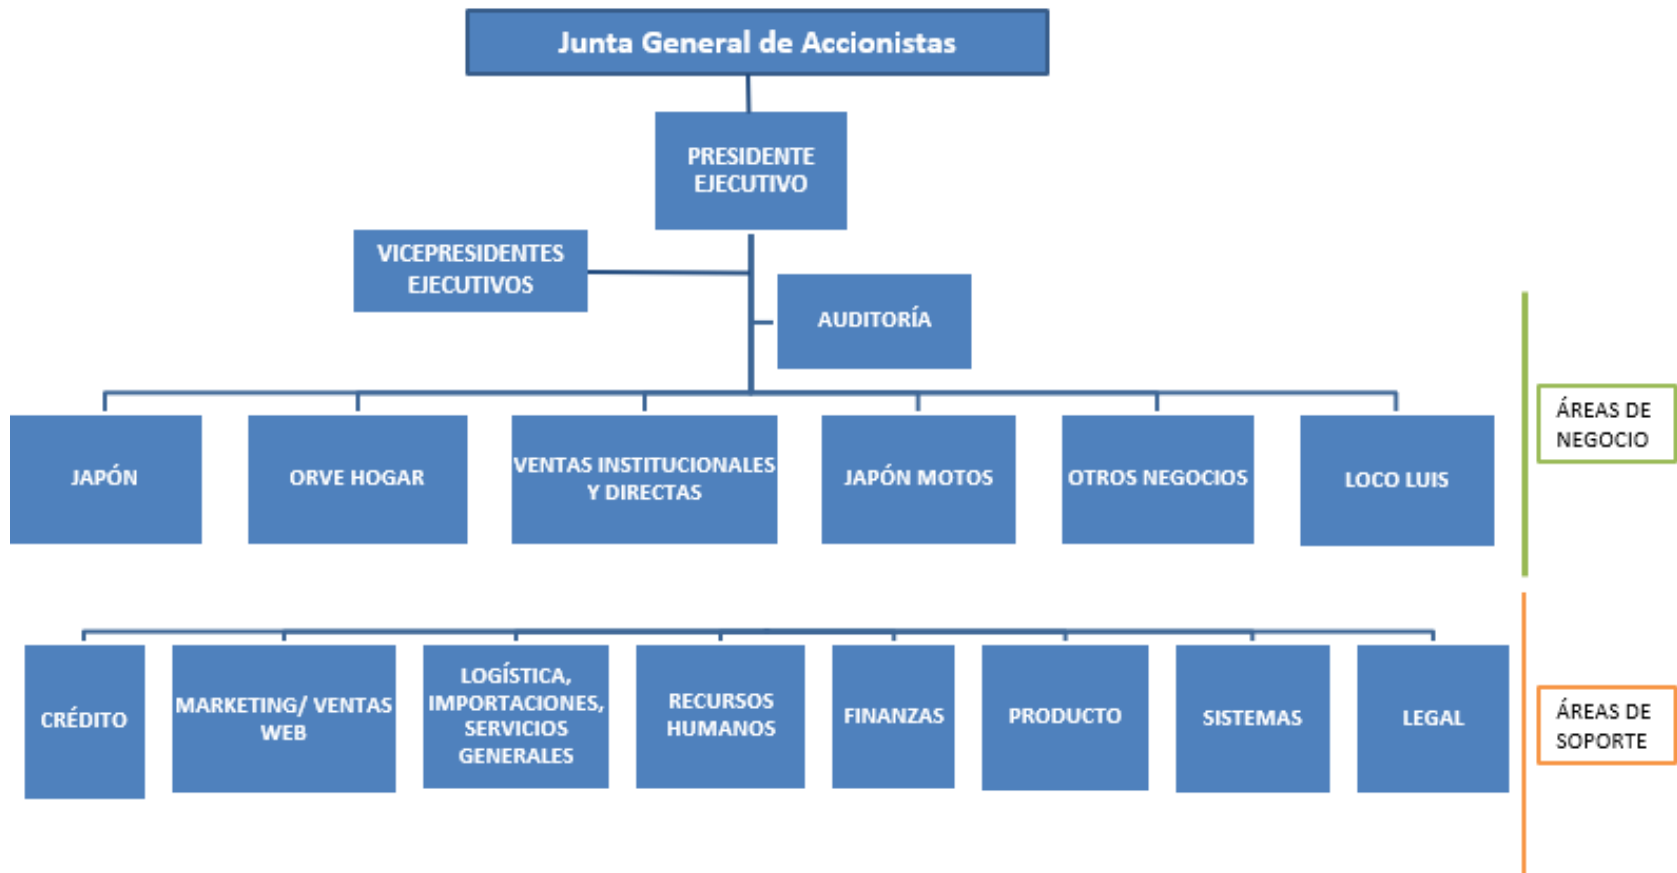 Junta General de Accionistas
PRESIDENTE
EJECUTIVO
VICEPRESIDENTES
EJECUTIVOS
AUDITORÍA
JAPÓN
ORVE HOGAR
VENTAS INSTITUCIONALES
Y DIRECTAS
JAPÓN MOTOS
OTROS NEGOCIOS
LOCO LUIS
ÁREAS DE
NEGOCIO
CRÉDITO
MARKETING/ VENTAS
WEB
LOGÍSTICA,
IMPORTACIONES,
SERVICIOS
GENERALES
RECURSOS
HUMANOS
FINANZAS
PRODUCTO
SISTEMAS
LEGAL
ÁREAS DE
SOPORTE